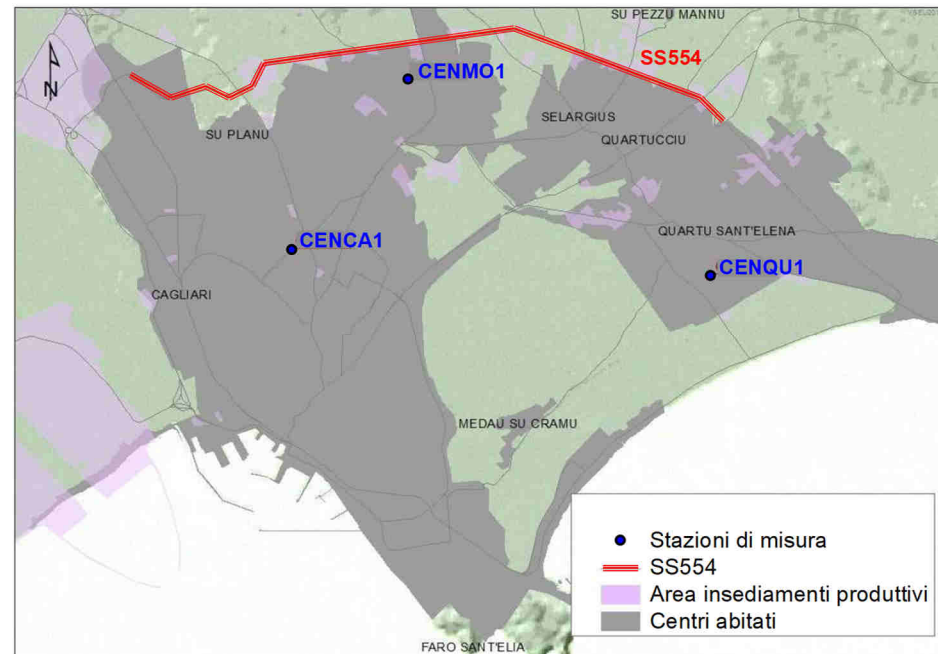 SU PEZZU MANNU
SS554
CENMO1
SELARGIUS
SU PLANU
QUARTUCCIU
N
QUARTU SANT'ELENA
CENCA1
CENQU1
CAGLIARI
MEDAU SU CRAMU
FARO SANT'ELIA
Stazioni di misura
SS554
Area insediamenti produttivi
Centri abitati